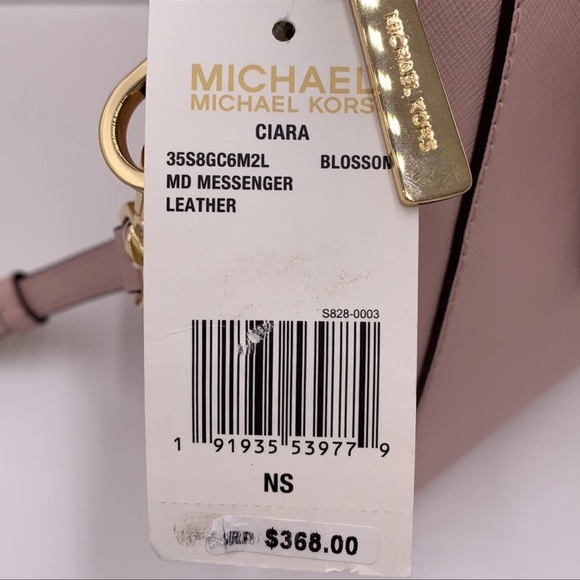 MICHAEL
MICHAEL KORS
MICHAEL KORS
CIARA
35S8GC6M2L BLOSSOM
MD MESSENGER
LEATHER
S828-0003
1 91935 53977 9
NS
$368.00